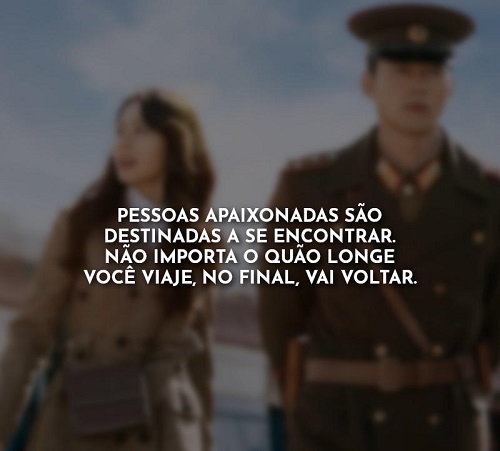 PESSOAS APAIXONADAS SÃO
DESTINADAS A SE ENCONTRAR.
NÃO IMPORTA O QUÃO LONGE
VOCÊ VIAJE, NO FINAL, VAI VOLTAR.